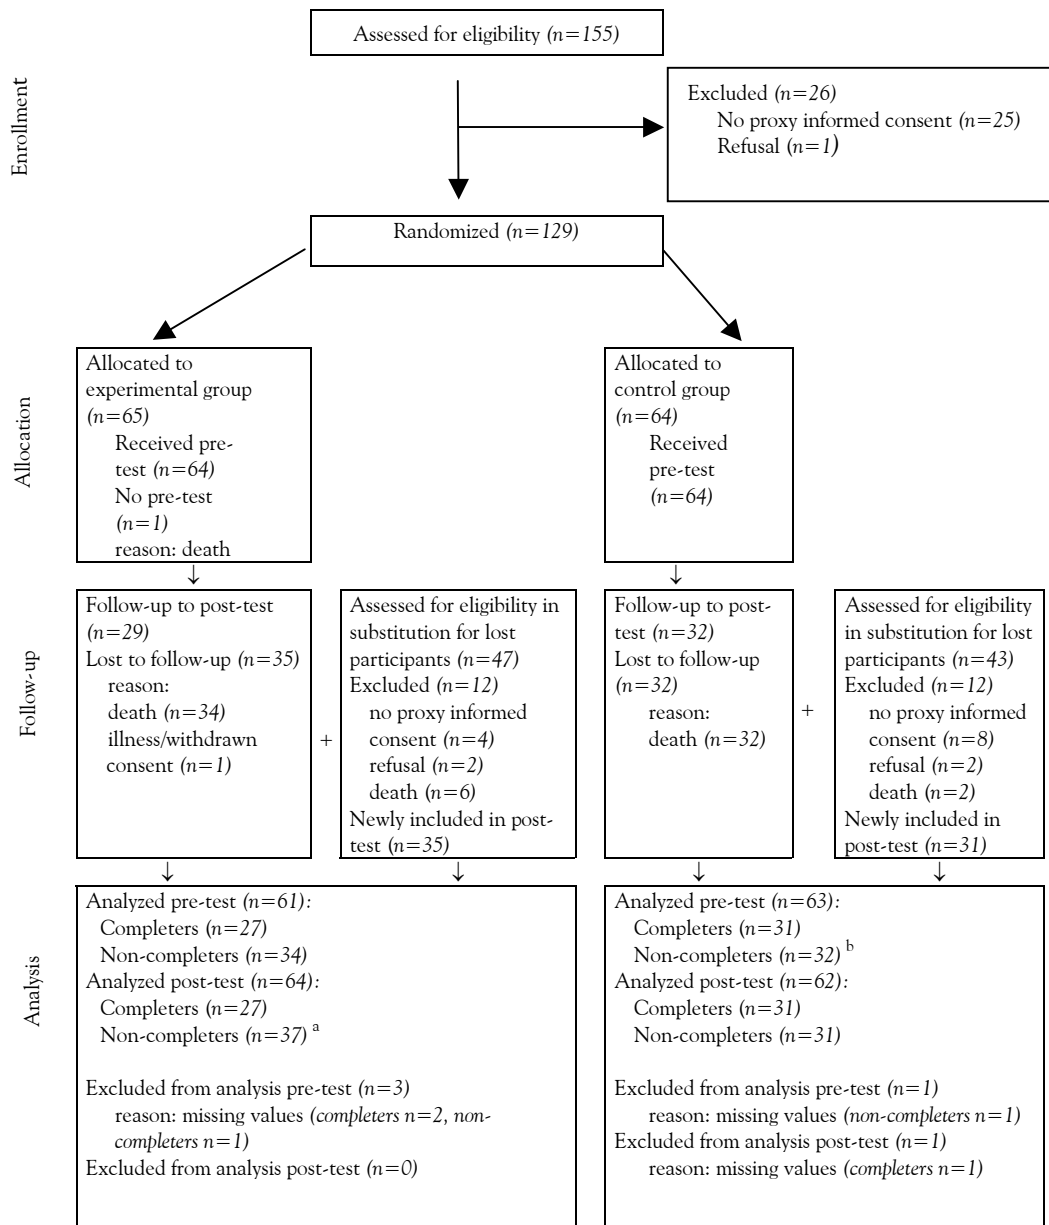 Assessed for eligibility (n=155)
Enrollment
Excluded (n=26)
No proxy informed consent (n=25)
Refusal (n=1)
Randomized (n=129)
Allocation
Allocated to
experimental group
(n=65)
Received pre-
test (n=64)
No pre-test
(n=1)
reason: death
Allocated to
control group
(n=64)
Received
pre-test
(n=64)
↓
↓
Follow-up
Follow-up to post-test
(n=29)
Lost to follow-up (n=35)
reason:
death (n=34)
illness/withdrawn
consent (n=1)
+
Assessed for eligibility in
substitution for lost
participants (n=47)
Excluded (n=12)
no proxy informed
consent (n=4)
refusal (n=2)
death (n=6)
Newly included in post-
test (n=35)
Follow-up to post-
test (n=32)
Lost to follow-up
(n=32)
reason:
death (n=32)
+
Assessed for eligibility
in substitution for lost
participants (n=43)
Excluded (n=12)
no proxy informed
consent (n=8)
refusal (n=2)
death (n=2)
Newly included in
post-test (n=31)
↓
↓
↓
↓
Analysis
Analyzed pre-test (n=61):
Completers (n=27)
Non-completers (n=34)
Analyzed post-test (n=64):
Completers (n=27)
Non-completers (n=37) a
Excluded from analysis pre-test (n=3)
reason: missing values (completers n=2, non-
completers n=1)
Excluded from analysis post-test (n=0)
Analyzed pre-test (n=63):
Completers (n=31)
Non-completers (n=32) b
Analyzed post-test (n=62):
Completers (n=31)
Non-completers (n=31)
Excluded from analysis pre-test (n=1)
reason: missing values (non-completers n=1)
Excluded from analysis post-test (n=1)
reason: missing values (completers n=1)